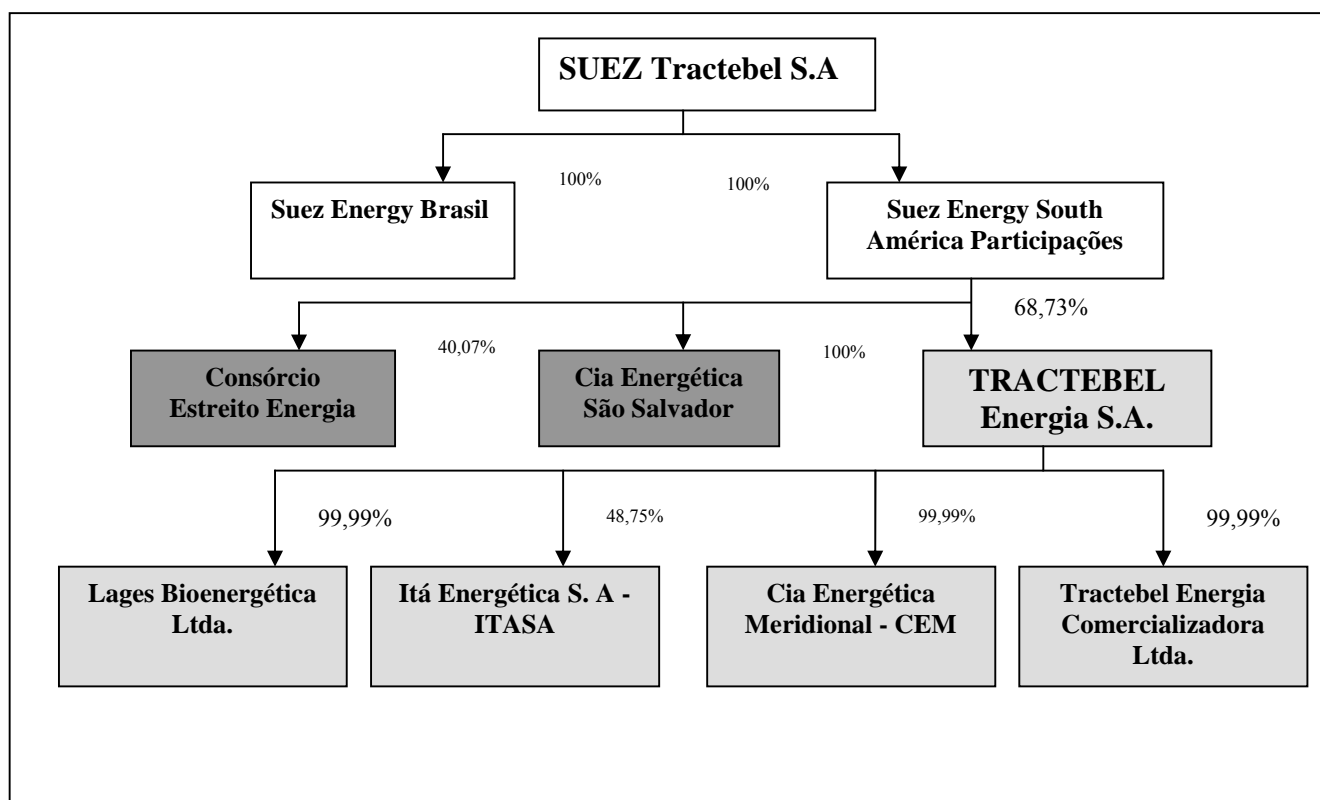 SUEZ Tractebel S.A
100%
100%
Suez Energy Brasil
Suez Energy South
América Participações
68,73%
40,07%
100%
Consórcio
Estreito Energia
Cia Energética
São Salvador
TRACTEBEL
Energia S.A.
99,99%
48,75%
99,99%
99,99%
Lages Bioenergética
Ltda.
Itá Energética S. A -
ITASA
Cia Energética
Meridional - CEM
Tractebel Energia
Comercializadora
Ltda.